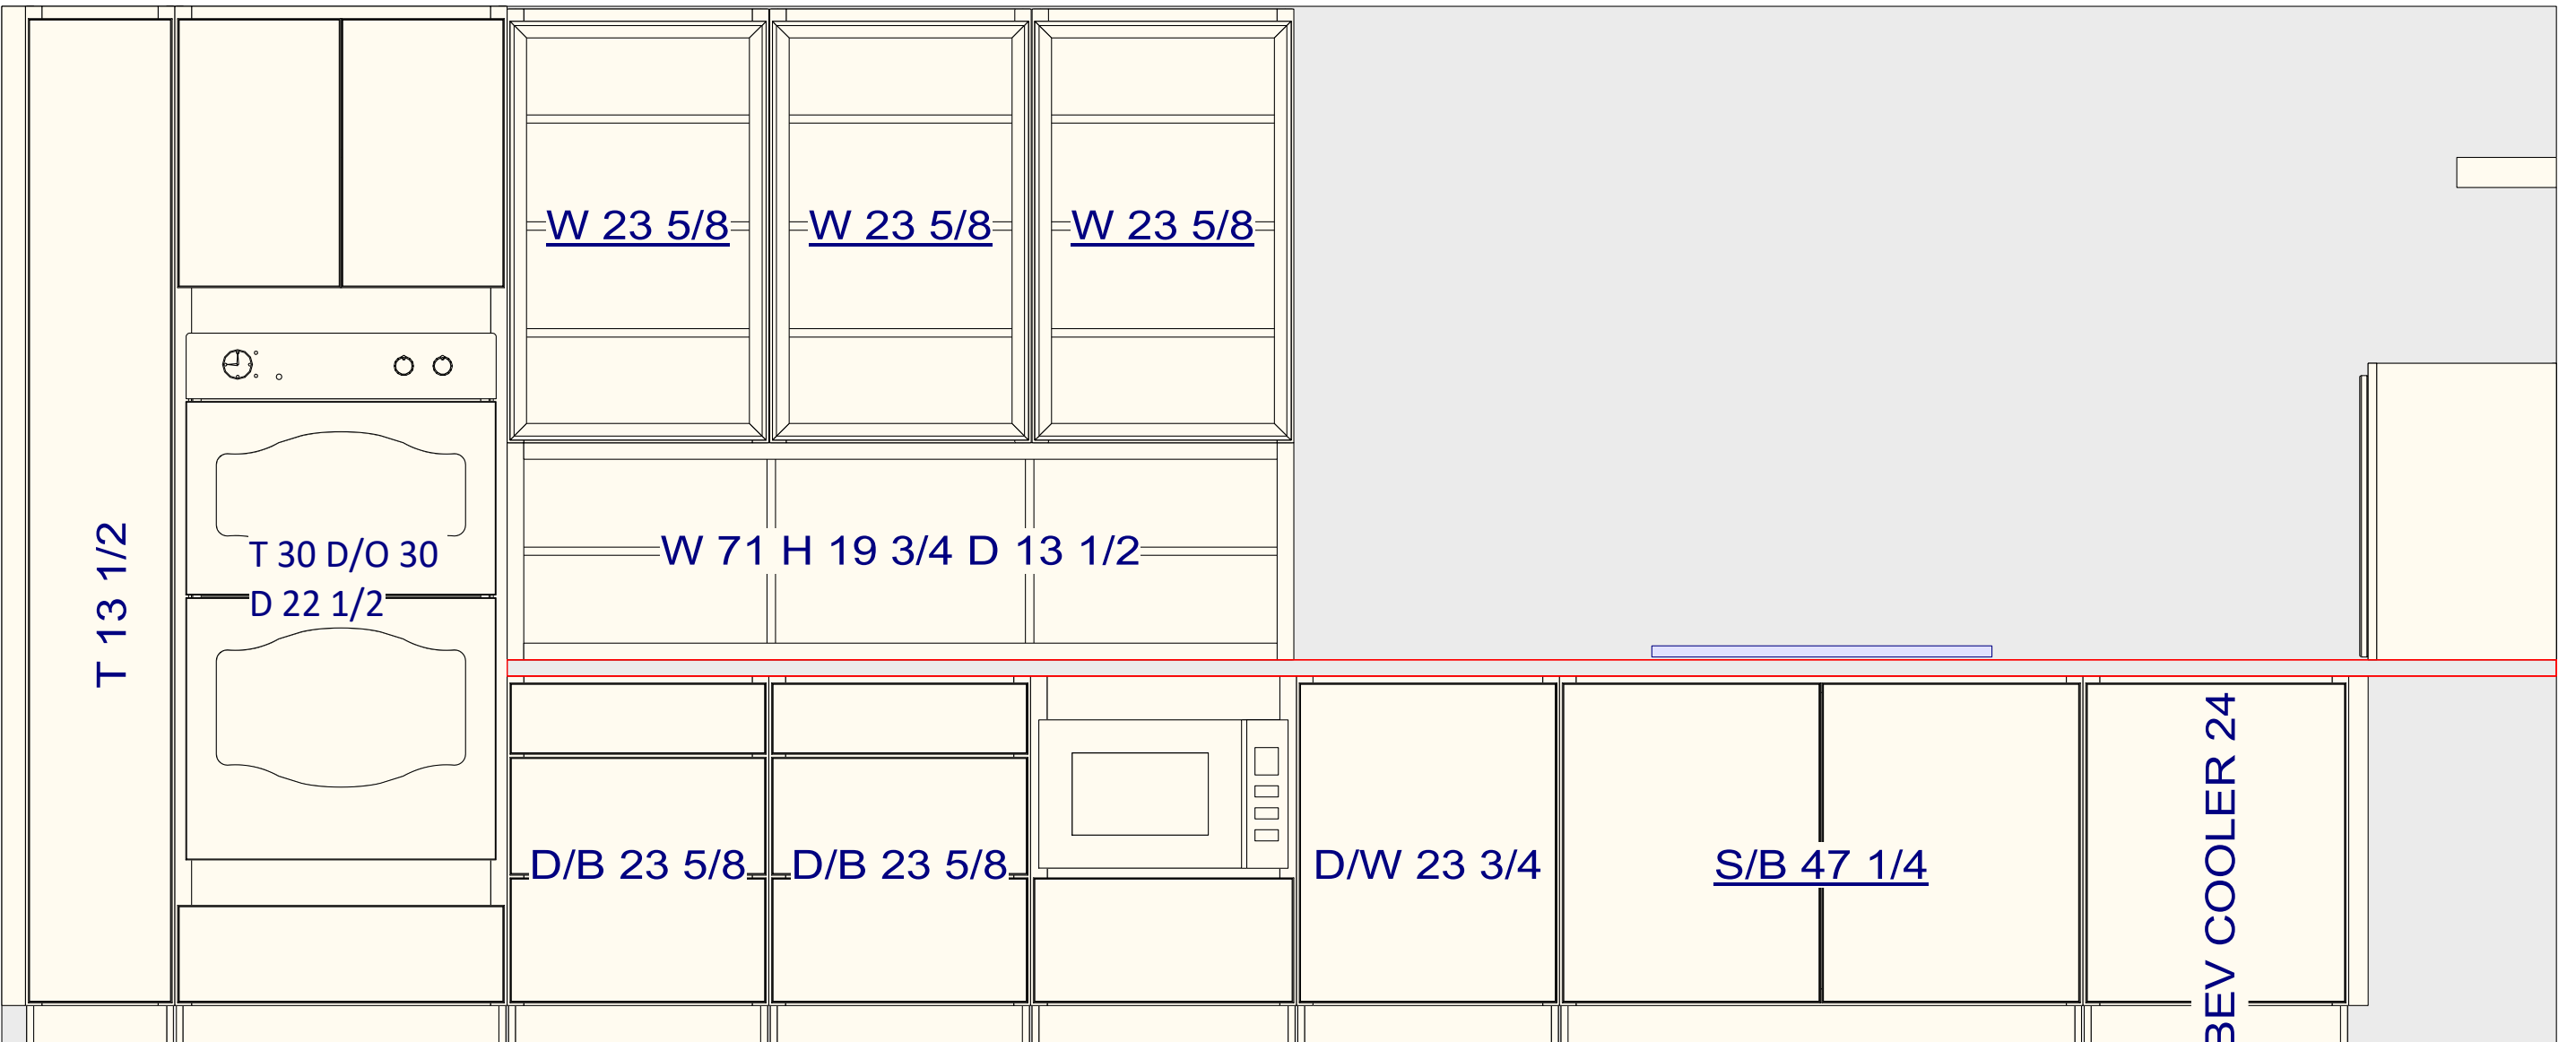 T 13 1/2
T 30 D/O 30
D 22 1/2
W 23 5/8
W 23 5/8
W 23 5/8
W 71 H 19 3/4 D 13 1/2
D/B 23 5/8
D/B 23 5/8
D/W 23 3/4
S/B 47 1/4
BEV COOLER 24